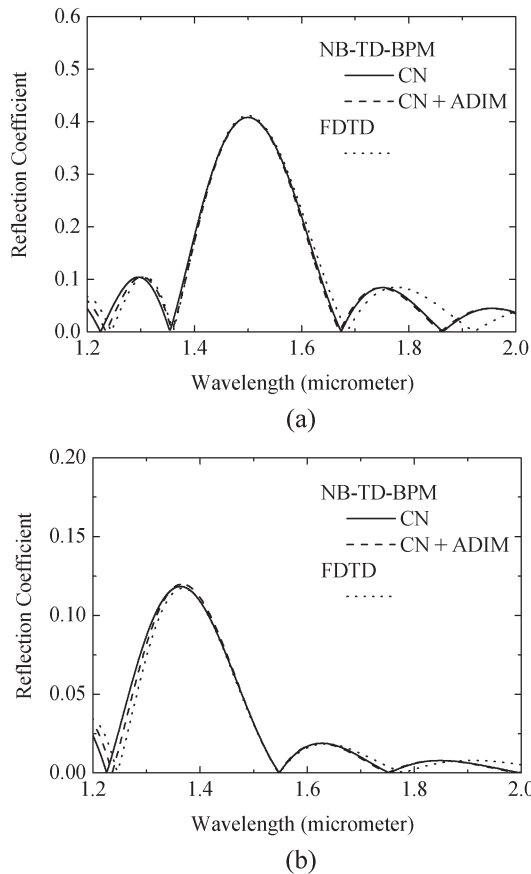 0.6
NB-TD-BPM
0.5
CN
CN + ADIM
0.4
FDTD
0.3
Reflection Coefficient
0.2
0.1
0.0
1.2 1.4 1.6 1.8 2.0
Wavelength (micrometer)
(a)
0.20
NB-TD-BPM
CN
0.15
CN + ADIM
FDTD
0.10
Reflection Coefficient
0.05
0.00
1.2 1.4 1.6 1.8 2.0
Wavelength (micrometer)
(b)